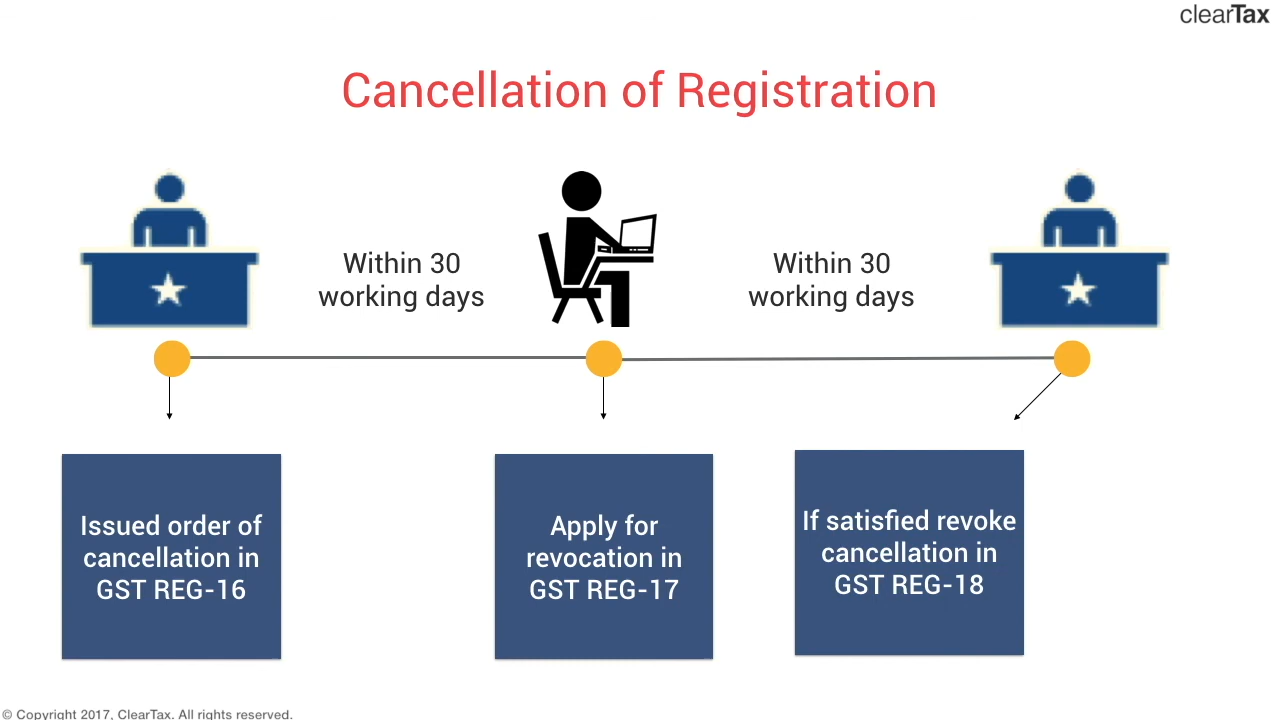 clearTax
Cancellation of Registration
Within 30
working days
Within 30
working days
Issued order of
cancellation in
GST REG-16
Apply for
revocation in
GST REG-17
If satisfied revoke
cancellation in
GST REG-18
© Copyright 2017, ClearTax. All rights reserved.